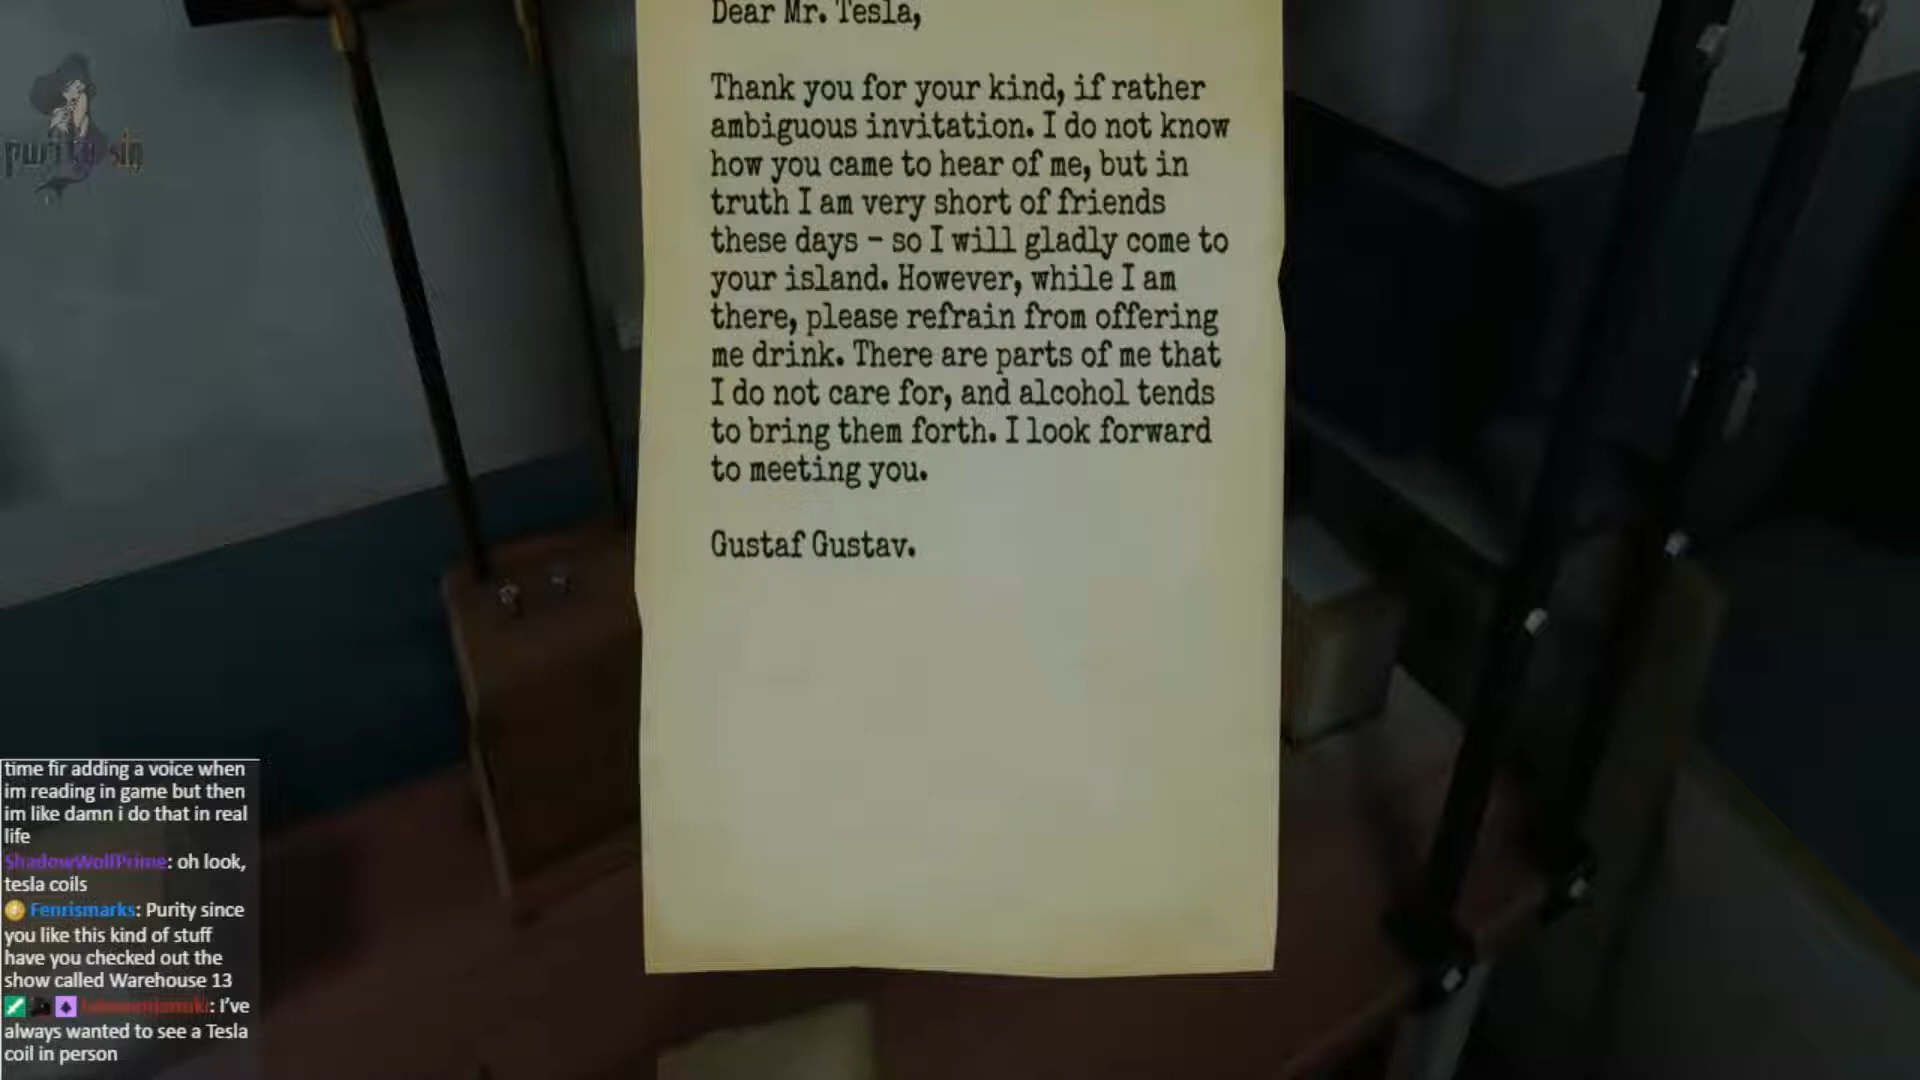 Dear Mr. Tesla,
Thank you for your kind, if rather
ambiguous invitation. I do not know
how you came to hear of me, but in
truth I am very short of friends
these days - so I will gladly come to
your island. However, while I am
there, please refrain from offering
me drink. There are parts of me that
I do not care for, and alcohol tends
to bring them forth. I look forward
to meeting you.
Gustaf Gustav.
purity sin
time fir adding a voice when
im reading in game but then
im like damn i do that in real
life
ShadowWolfPrime: oh look,
tesla coils
Fenrismarks: Purity since
you like this kind of stuff
have you checked out the
show called Warehouse 13
: I've
always wanted to see a Tesla
coil in person